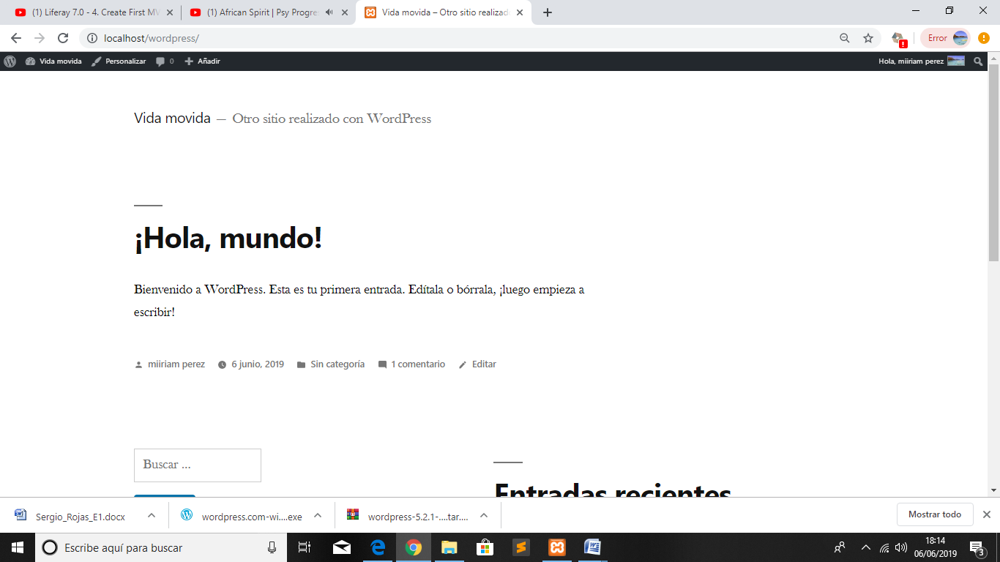 (1) Liferay 7.0 - 4. Create First MV
(1) African Spirit | Psy Progre
Vida movida – Otro sitio realizado
localhost/wordpress/
Error
Vida movida
Personalizar
0
Añadir
Hola, miiriam perez
Vida movida — Otro sitio realizado con WordPress
¡Hola, mundo!
Bienvenido a WordPress. Esta es tu primera entrada. Edítala o bórrala, ¡luego empieza a
escribir!
miiriam perez 6 junio, 2019 Sin categoría 1 comentario Editar
Buscar ...
Entradas recientes
Sergio_Rojas_E1.docx
wordpress.com-wi....exe
wordpress-5.2.1-....tar....
Mostrar todo
Escribe aquí para buscar
18:14
06/06/2019
3